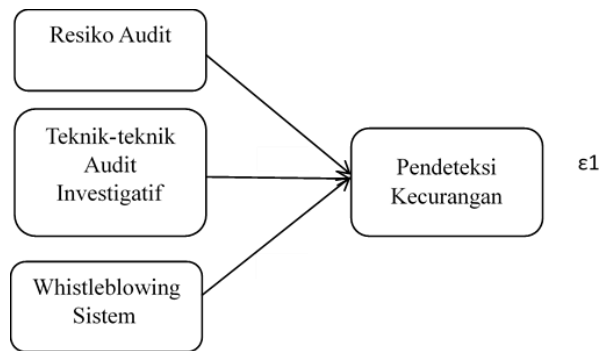 Resiko Audit
Teknik-teknik
Audit
Investigatif
Whistleblowing
Sistem
Pendeteksi
Kecurangan
ε1